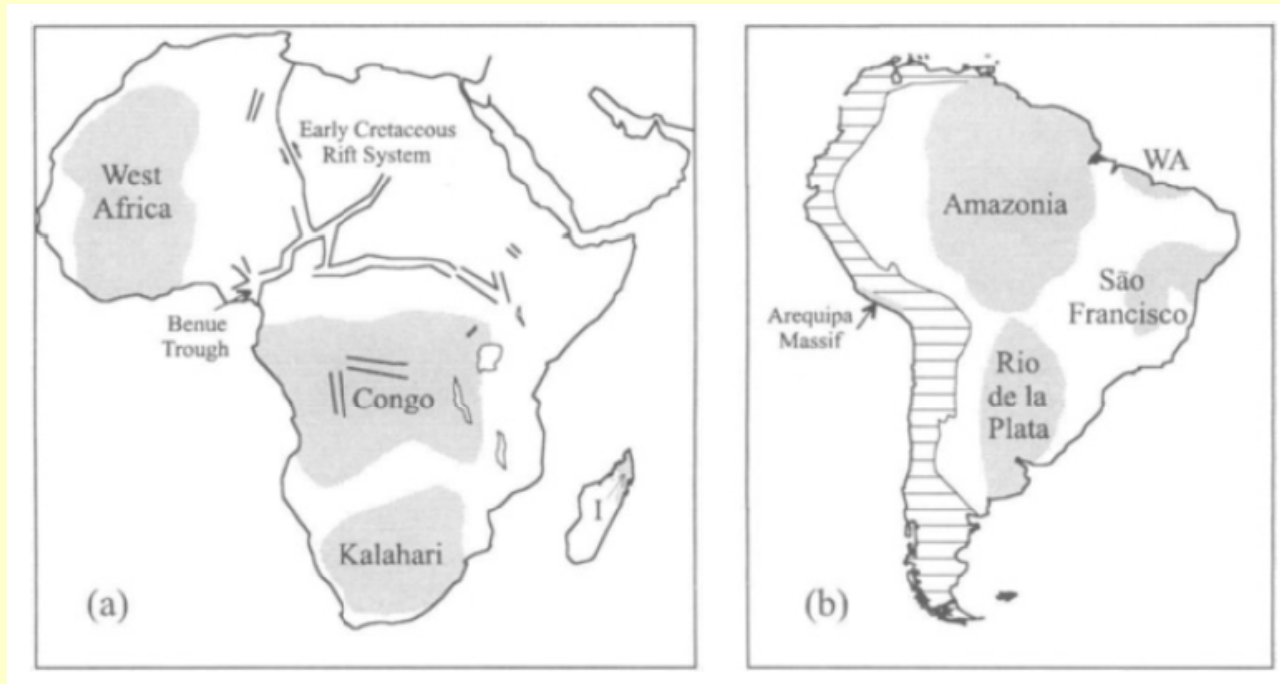 Early Cretaceous
Rift System
West
Africa
Benue
Trough
Congo
Kalahari
I
(a)
WA
Amazonia
São
Francisco
Arequipa
Massif
Rio
de la
Plata
(b)